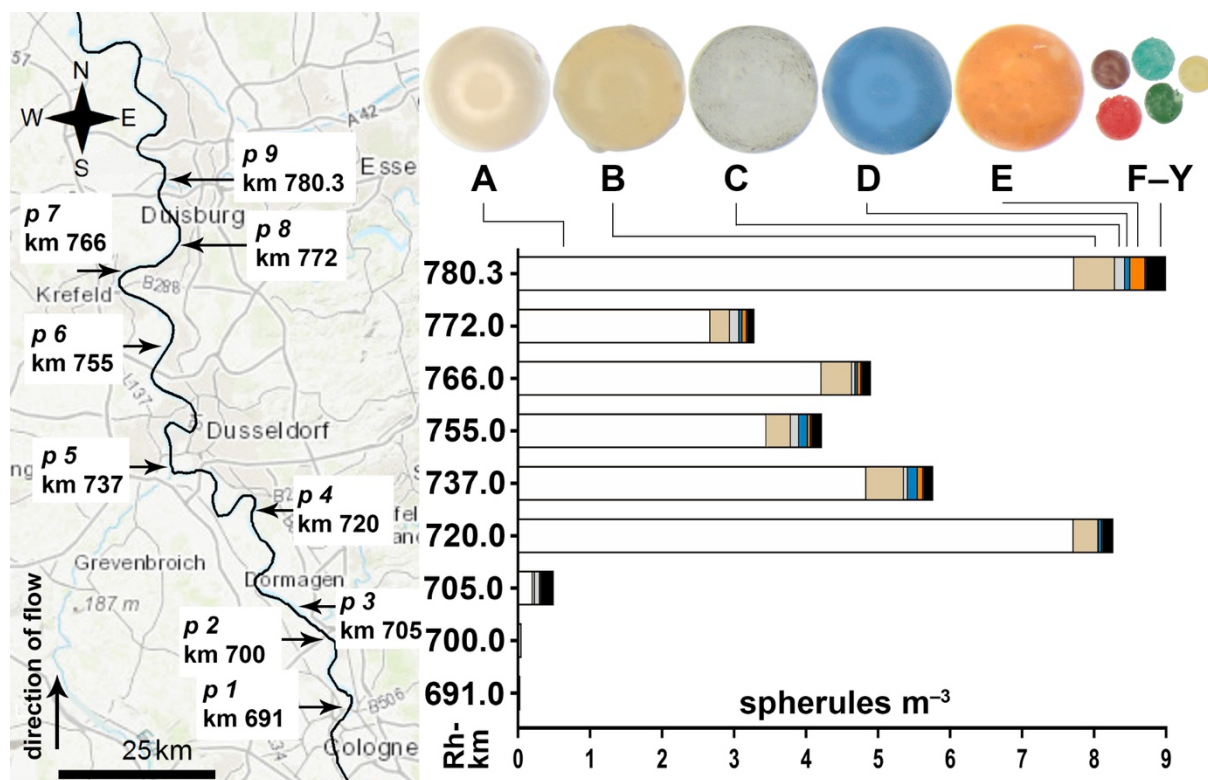 57
N
W
E
S
A 42
p 9
km 780.3
Esse
Duisburg
p 7
km 766
p 8
km 772
B288
Krefeld
p 6
km 755
L137
Dusseldorf
ng
p 5
km 737
p 4
km 720
fel
Grevenbroich
Dormagen
187 m
p 3
km 705
p 2
km 700
p 1
km 691
B506
Cologne
direction of flow
25 km
A B C D E F–Y
780.3
772.0
766.0
755.0
737.0
720.0
705.0
700.0
691.0
spherules m⁻³
Rh-
km
0 1 2 3 4 5 6 7 8 9